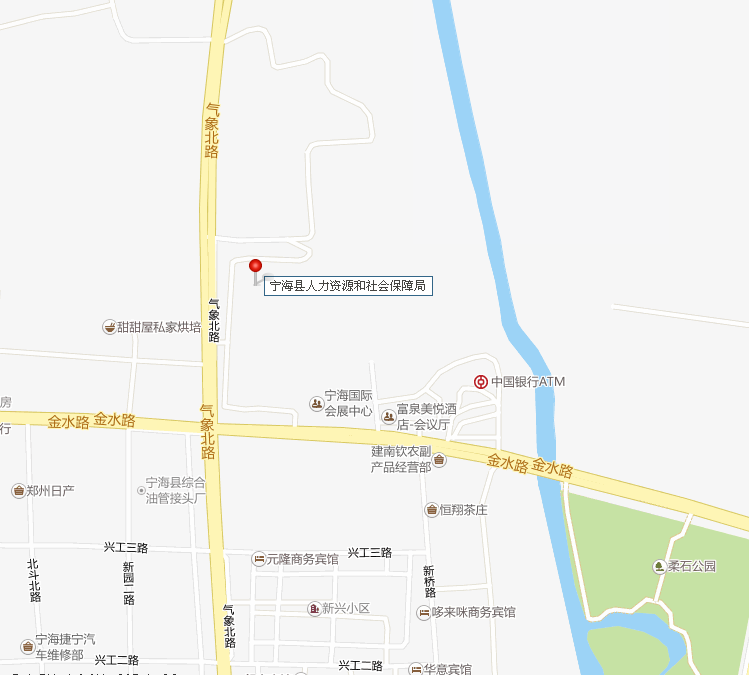 气象北路
宁海县人力资源和社会保障局
气象北路
甜甜屋私家烘培
中国银行ATM
宁海国际
会展中心
富泉美悦酒
店-会议厅
房
行
金水路
金水路
气象北路
建南钦农副
产品经营部
金水路
金水路
郑州日产
宁海县综合
油管接头厂
恒翔茶庄
兴工三路
元隆商务宾馆
兴工三路
柔石公园
北斗北路
新园二路
新桥路
气象北路
新兴小区
哆来咪商务宾馆
宁海捷宁汽
车维修部
兴工二路
兴工二路
华意宾馆